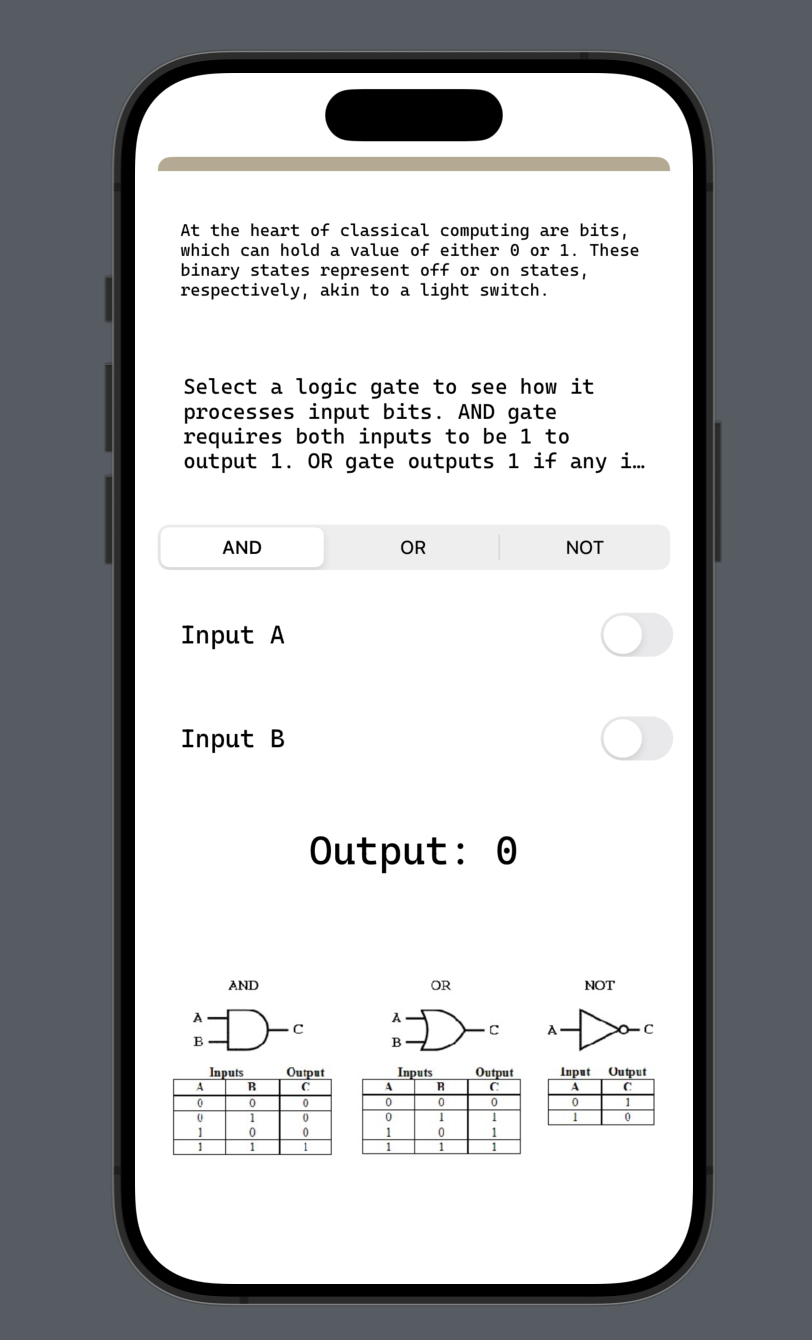 At the heart of classical computing are bits,
which can hold a value of either 0 or 1. These
binary states represent off or on states,
respectively, akin to a light switch.
Select a logic gate to see how it
processes input bits. AND gate
requires both inputs to be 1 to
output 1. OR gate outputs 1 if any i…
AND OR NOT
Input A
Input B
Output: 0
AND OR NOT
A A
C C A C
B B
Inputs Output Inputs Output Input Output
A B C A B C A C
0 0 0 0 0 0 0 1
0 1 0 0 1 1 1 0
1 0 0 1 0 1
1 1 1 1 1 1